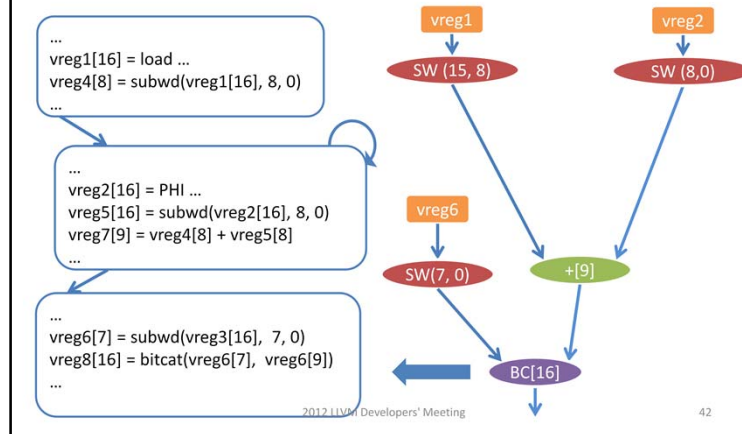 ...
vreg1[16] = load ...
vreg4[8] = subwd(vreg1[16], 8, 0)
...
...
vreg2[16] = PHI ...
vreg5[16] = subwd(vreg2[16], 8, 0)
vreg7[9] = vreg4[8] + vreg5[8]
...
...
vreg6[7] = subwd(vreg3[16], 7, 0)
vreg8[16] = bitcat(vreg6[7], vreg6[9])
...
vreg1
vreg2
SW (15, 8)
SW (8,0)
vreg6
SW(7, 0)
+[9]
BC[16]
2012 LLVM Developers' Meeting
42